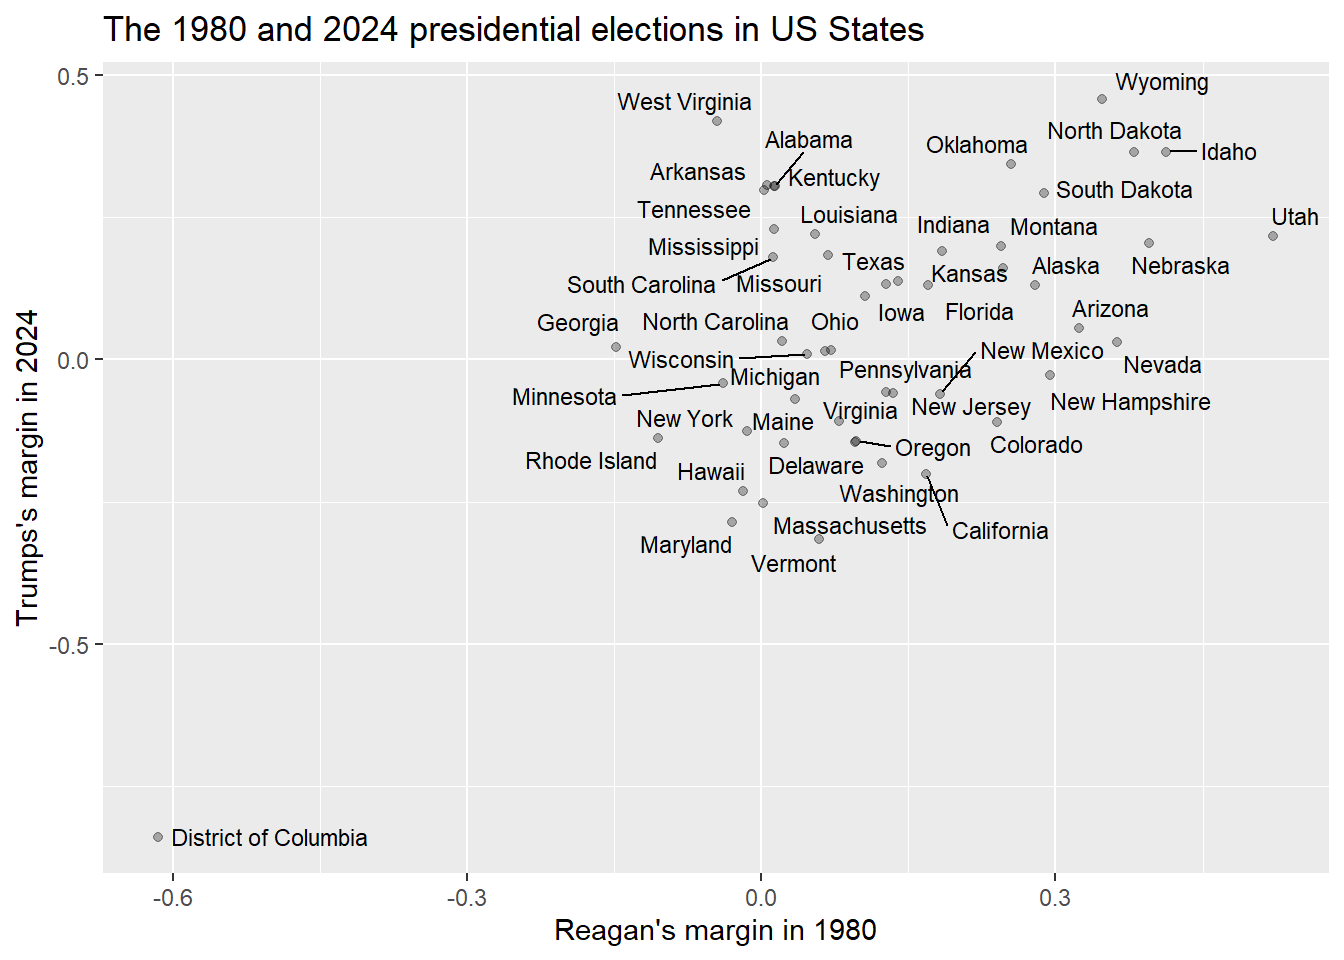 The 1980 and 2024 presidential elections in US States
Trumps's margin in 2024
0.5
0.0
-0.5
Wyoming
West Virginia
Alabama
North Dakota
Oklahoma
Idaho
Arkansas
Kentucky
South Dakota
Tennessee
Louisiana
Utah
Indiana
Montana
Mississippi
Texas
Kansas
Alaska
Nebraska
South Carolina
Missouri
Iowa
Florida
Arizona
Georgia
North Carolina
Ohio
Wisconsin
New Mexico
Nevada
Michigan
Pennsylvania
Minnesota
New Hampshire
New York
Maine
Virginia
New Jersey
Colorado
Rhode Island
Oregon
Hawaii
Delaware
Washington
Massachusetts
California
Maryland
Vermont
District of Columbia
-0.6
-0.3
0.0
0.3
Reagan's margin in 1980